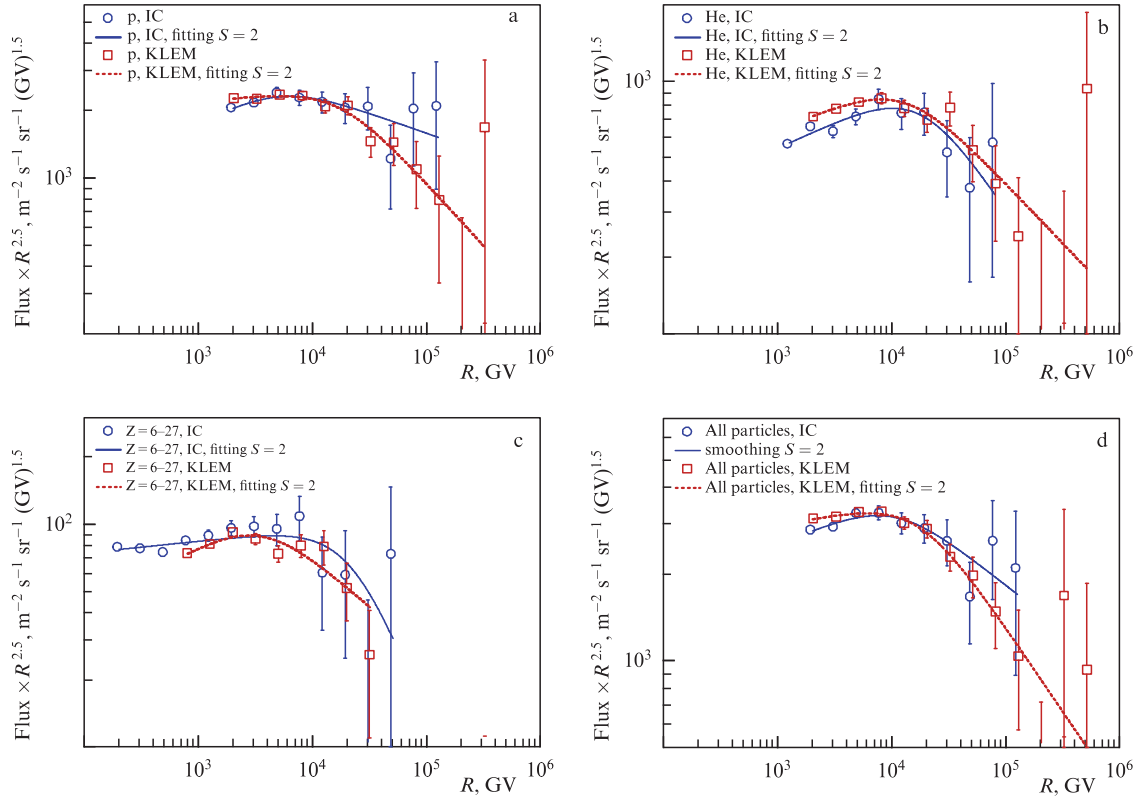 a
p, IC
p, IC, fitting S = 2
p, KLEM
p, KLEM, fitting S = 2
Flux × R^2.5, m^−2 s^−1 sr^−1 (GV)^1.5
10^3
10^3 10^4 10^5 10^6
R, GV
b
He, IC
He, IC, fitting S = 2
He, KLEM
He, KLEM, fitting S = 2
Flux × R^2.5, m^−2 s^−1 sr^−1 (GV)^1.5
10^3
10^3 10^4 10^5 10^6
R, GV
c
Z = 6–27, IC
Z = 6–27, IC, fitting S = 2
Z = 6–27, KLEM
Z = 6–27, KLEM, fitting S = 2
Flux × R^2.5, m^−2 s^−1 sr^−1 (GV)^1.5
10^2
10^3 10^4 10^5 10^6
R, GV
d
All particles, IC
smoothing S = 2
All particles, KLEM
All particles, KLEM, fitting S = 2
Flux × R^2.5, m^−2 s^−1 sr^−1 (GV)^1.5
10^3
10^3 10^4 10^5 10^6
R, GV